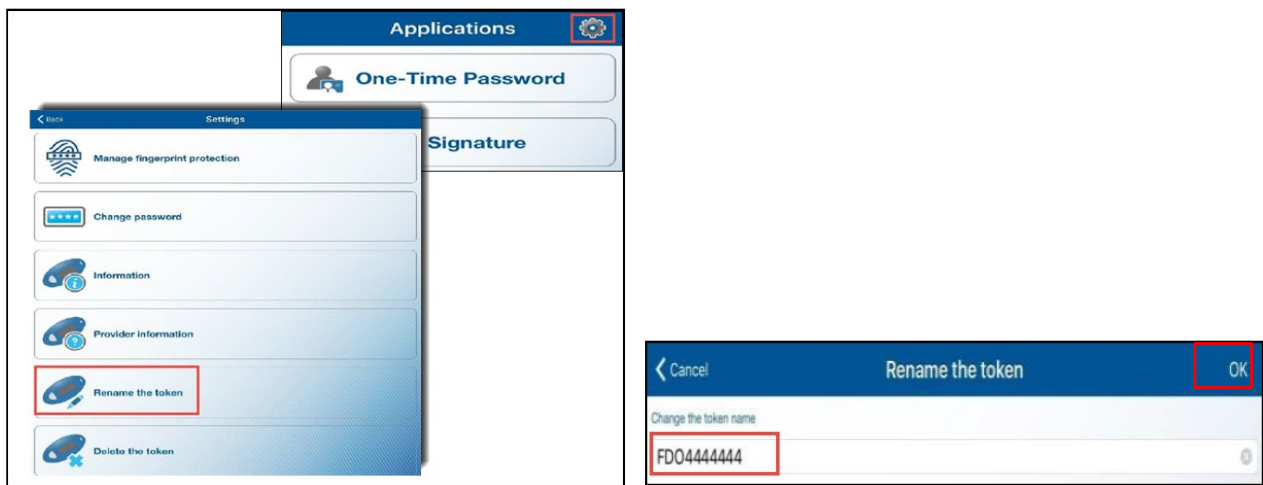 Applications
One-Time Password
Signature
Back
Settings
Manage fingerprint protection
Change password
Information
Provider information
Rename the token
Delete the token
Cancel
Rename the token
OK
Change the token name
FDO4444444